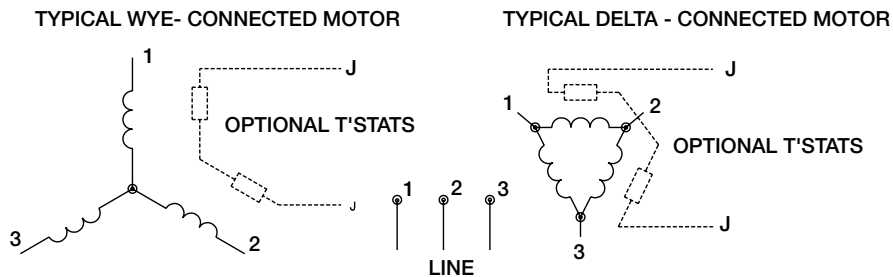 TYPICAL WYE- CONNECTED MOTOR
TYPICAL DELTA - CONNECTED MOTOR
1
J
OPTIONAL T'STATS
J
3
2
1
2
3
LINE
J
1
2
OPTIONAL T'STATS
J
3